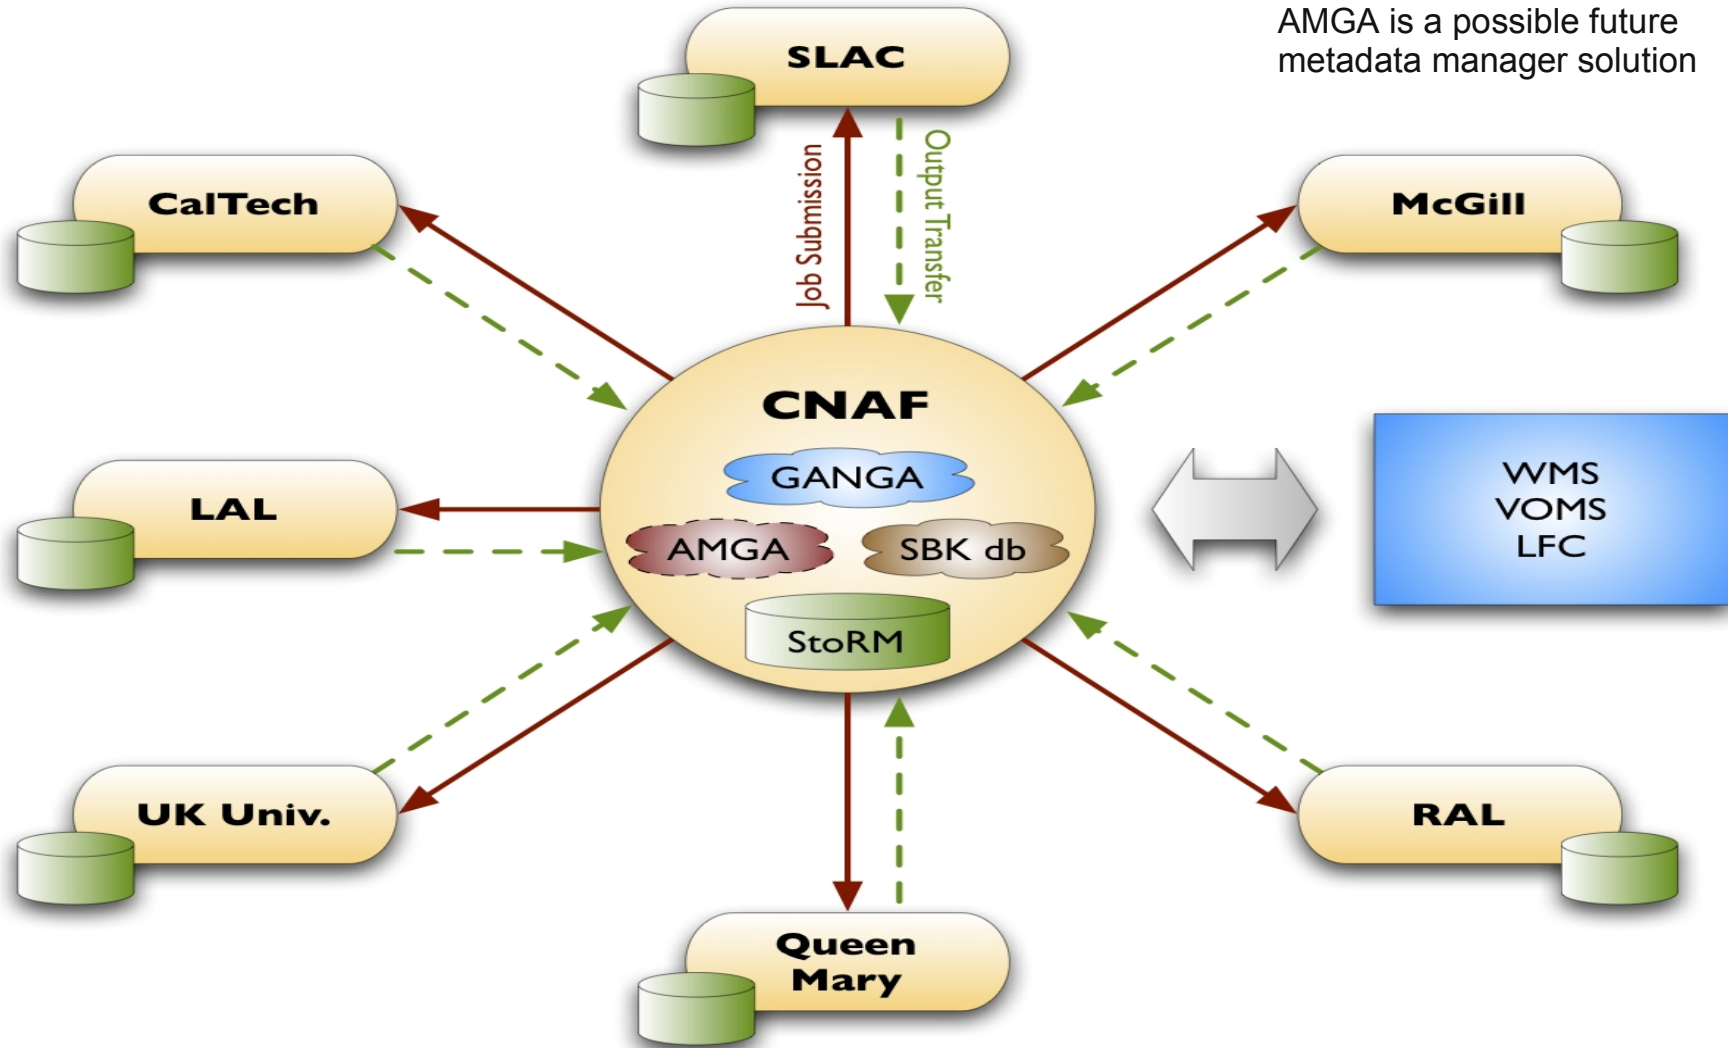 AMGA is a possible future
metadata manager solution
SLAC
CalTech
McGill
Job Submission
Output Transfer
CNAF
GANGA
AMGA
SBK db
StoRM
WMS
VOMS
LFC
LAL
UK Univ.
RAL
Queen
Mary